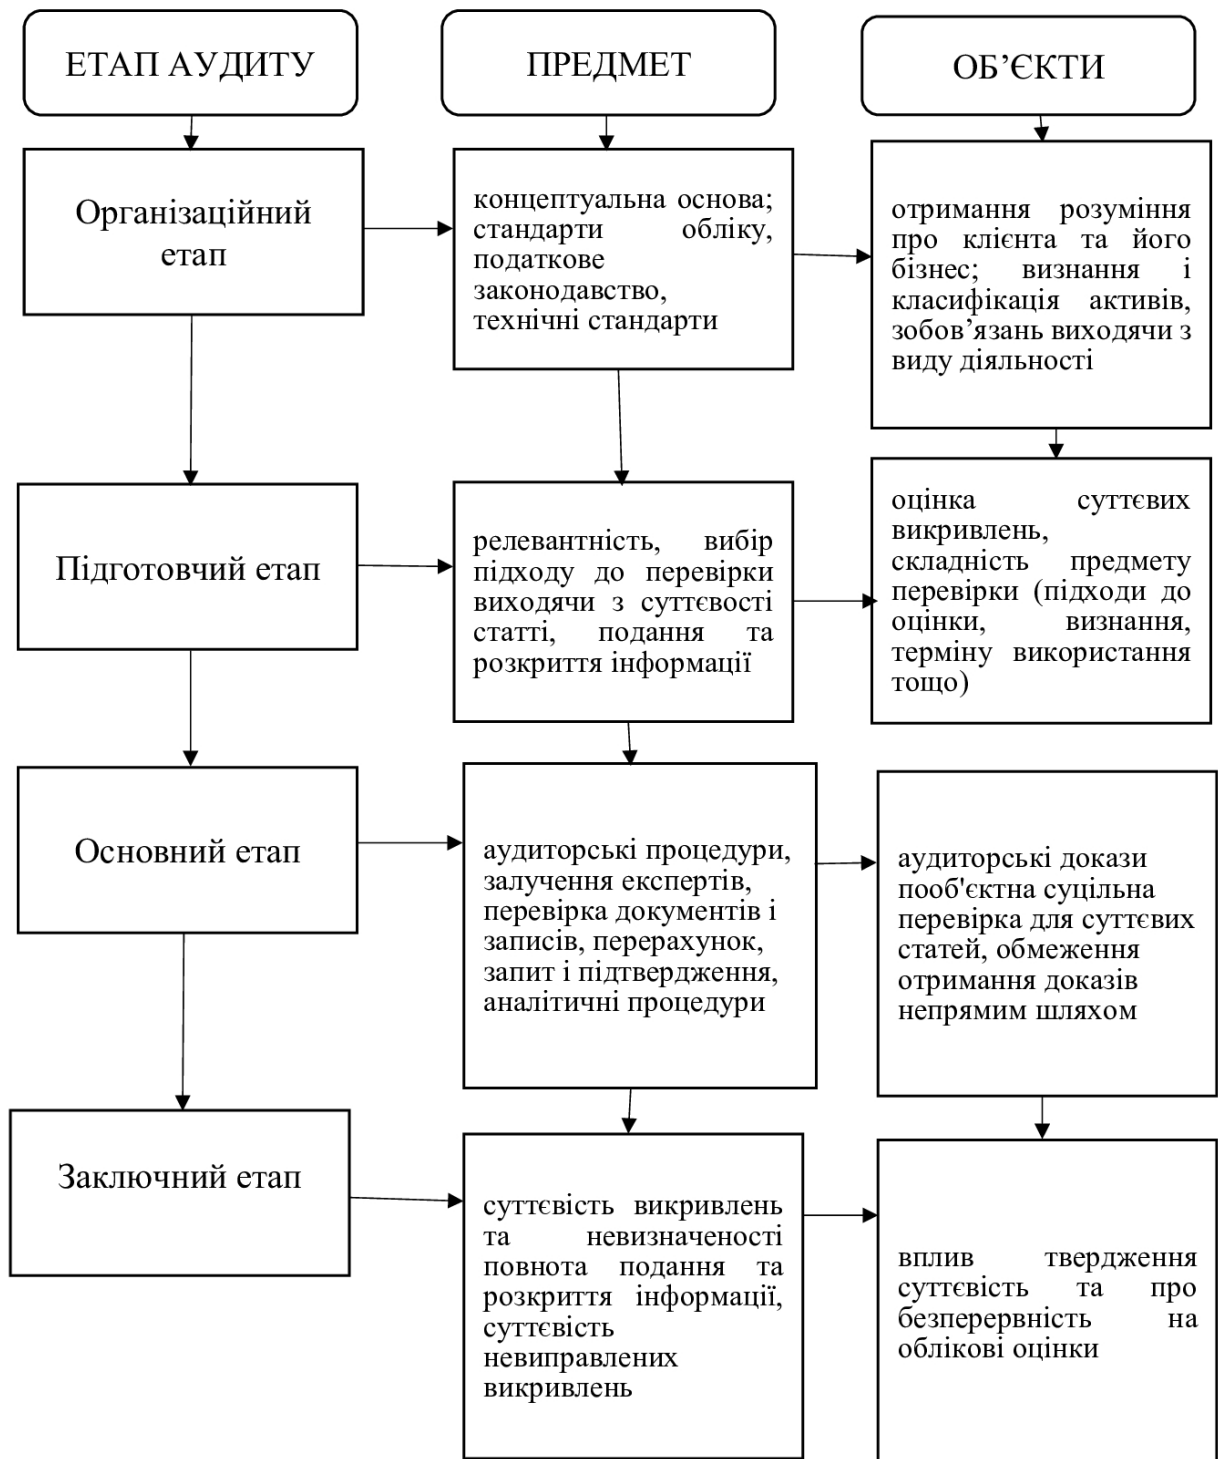 ЕТАП АУДИТУ
ПРЕДМЕТ
ОБ’ЄКТИ
Організаційний
етап
концептуальна основа;
стандарти обліку,
податкове
законодавство,
технічні стандарти
отримання розуміння
про клієнта та його
бізнес; визнання і
класифікація активів,
зобов’язань виходячи з
виду діяльності
Підготовчий етап
релевантність, вибір
підходу до перевірки
виходячи з суттєвості
статті, подання та
розкриття інформації
оцінка суттєвих
викривлень,
складність предмету
перевірки (підходи до
оцінки, визнання,
терміну використання
тощо)
Основний етап
аудиторські процедури,
залучення експертів,
перевірка документів і
записів, перерахунок,
запит і підтвердження,
аналітичні процедури
аудиторські докази
пооб'єктна суцільна
перевірка для суттєвих
статей, обмеження
отримання доказів
непрямим шляхом
Заключний етап
суттєвість викривлень
та невизначеності
повнота подання та
розкриття інформації,
суттєвість
невиправлених
викривлень
вплив твердження
суттєвість та про
безперервність на
облікові оцінки